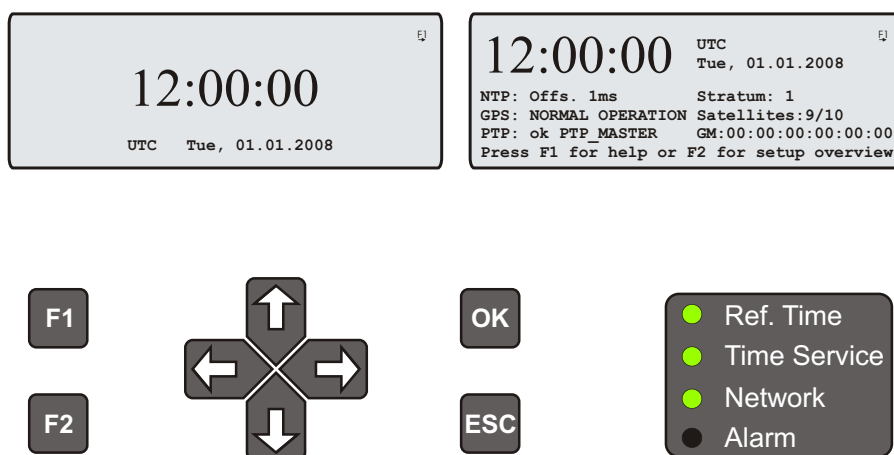 F1
12:00:00
UTC Tue, 01.01.2008
F1
12:00:00
UTC
Tue, 01.01.2008
NTP: Offs. 1ms Stratum: 1
GPS: NORMAL OPERATION Satellites:9/10
PTP: ok PTP_MASTER GM:00:00:00:00:00:00
Press F1 for help or F2 for setup overview
F1
OK
F2
ESC
Ref. Time
Time Service
Network
Alarm